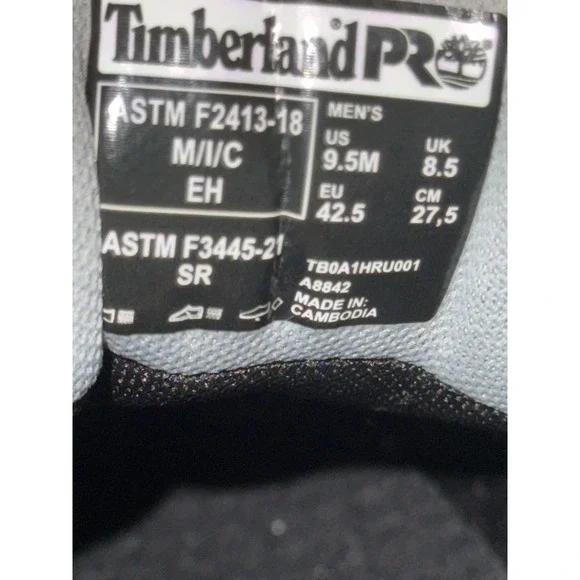 Timberland PRO
ASTM F2413-18
M/I/C
EH
ASTM F3445-21
SR
MEN'S
US
9.5M
UK
8.5
EU
42.5
CM
27,5
TB0A1HRU001
A8842
MADE IN:
CAMBODIA